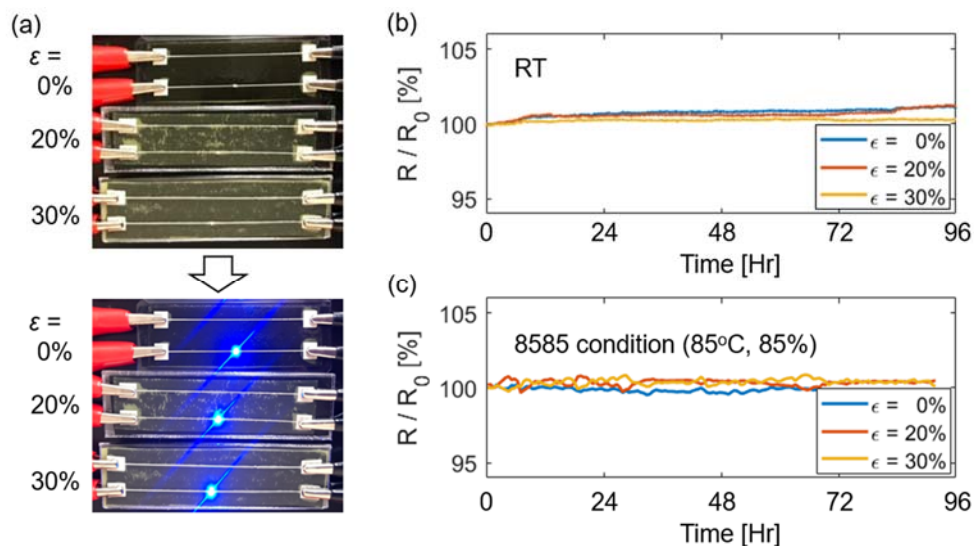 (a)
ε =
0%
20%
30%
ε =
0%
20%
30%
(b)
105
100
95
R / R₀ [%]
RT
ϵ = 0%
ϵ = 20%
ϵ = 30%
0 24 48 72 96
Time [Hr]
(c)
105
100
95
R / R₀ [%]
8585 condition (85°C, 85%)
ϵ = 0%
ϵ = 20%
ϵ = 30%
0 24 48 72 96
Time [Hr]